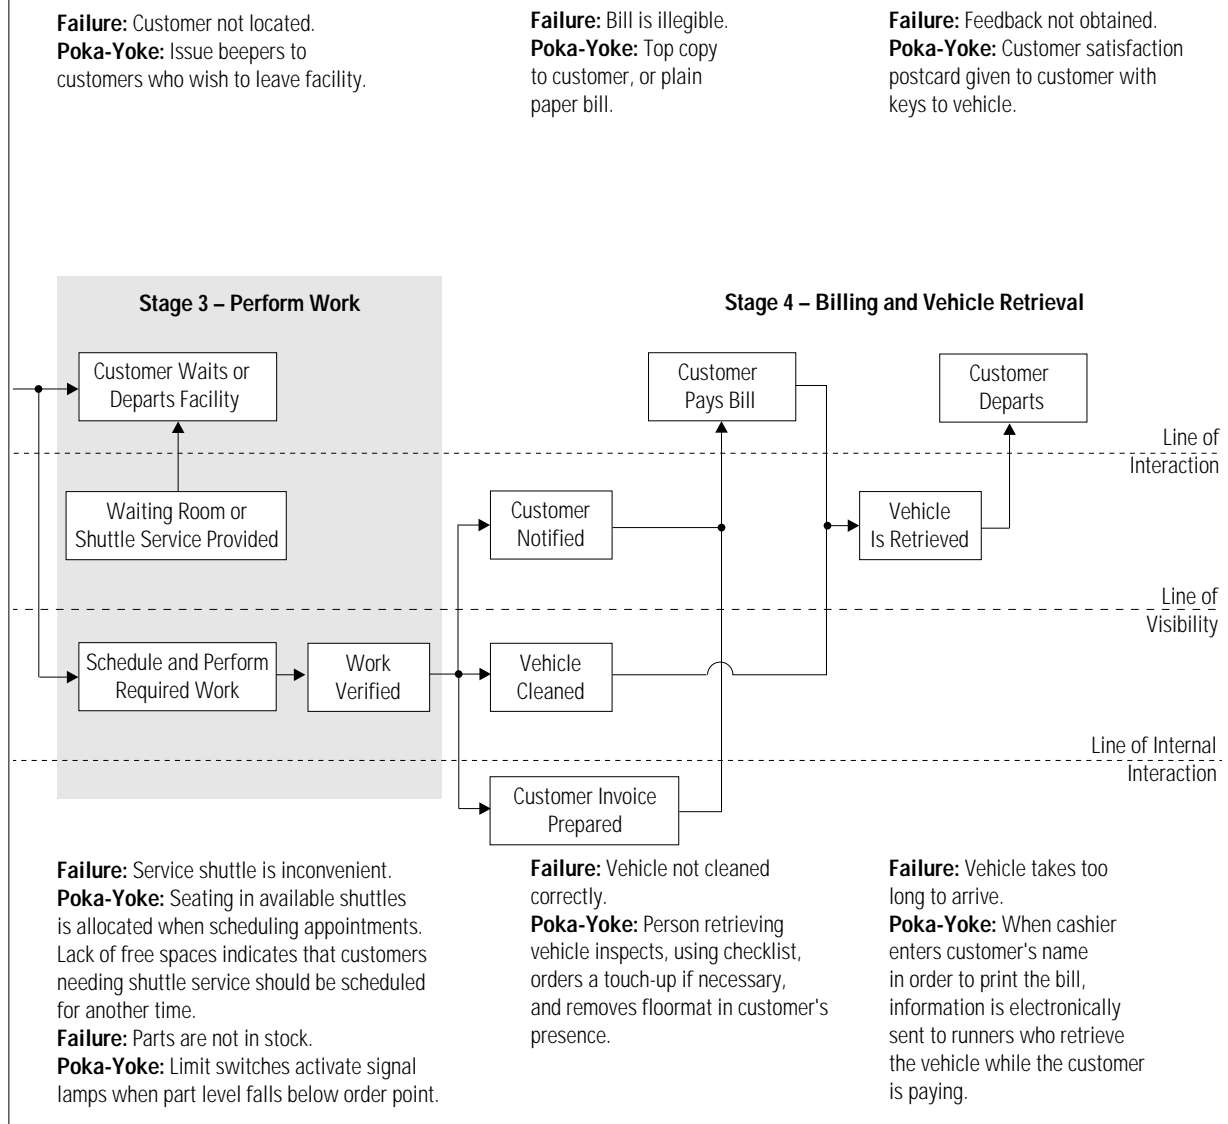 Failure: Customer not located.
Poka-Yoke: Issue beepers to
customers who wish to leave facility.
Failure: Bill is illegible.
Poka-Yoke: Top copy
to customer, or plain
paper bill.
Failure: Feedback not obtained.
Poka-Yoke: Customer satisfaction
postcard given to customer with
keys to vehicle.
Stage 3 – Perform Work
Stage 4 – Billing and Vehicle Retrieval
Customer Waits or
Departs Facility
Customer
Pays Bill
Customer
Departs
Line of
Interaction
Waiting Room or
Shuttle Service Provided
Customer
Notified
Vehicle
Is Retrieved
Line of
Visibility
Schedule and Perform
Required Work
Work
Verified
Vehicle
Cleaned
Line of Internal
Interaction
Customer Invoice
Prepared
Failure: Service shuttle is inconvenient.
Poka-Yoke: Seating in available shuttles
is allocated when scheduling appointments.
Lack of free spaces indicates that customers
needing shuttle service should be scheduled
for another time.
Failure: Parts are not in stock.
Poka-Yoke: Limit switches activate signal
lamps when part level falls below order point.
Failure: Vehicle not cleaned
correctly.
Poka-Yoke: Person retrieving
vehicle inspects, using checklist,
orders a touch-up if necessary,
and removes floormat in customer's
presence.
Failure: Vehicle takes too
long to arrive.
Poka-Yoke: When cashier
enters customer's name
in order to print the bill,
information is electronically
sent to runners who retrieve
the vehicle while the customer
is paying.